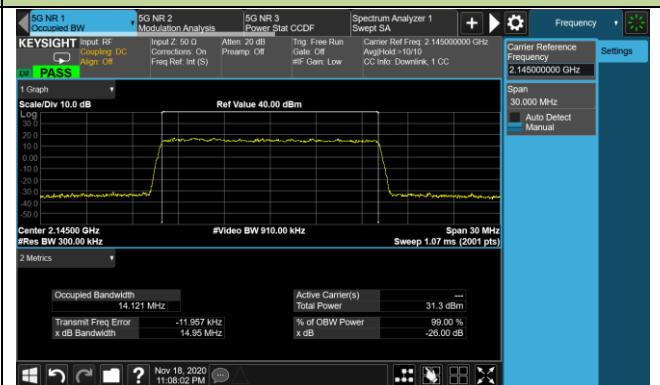 5G NR 1
Occupied BW
5G NR 2
Modulation Analysis
5G NR 3
Power Stat CCDF
Spectrum Analyzer 1
Swept SA
Frequency
KEYSIGHT
Input: RF
Coupling: DC
Align: Off
Input Z: 50 Ω
Corrections: On
Freq Ref: Int (S)
Atten: 20 dB
Preamp: Off
Trig: Free Run
Gate: Off
#IF Gain: Low
Carrier Ref Freq: 2.145000000 GHz
Avg|Hold:>10/10
CC Info: Downlink, 1 CC
PASS
Carrier Reference
Frequency
2.145000000 GHz
Settings
Span
30.000 MHz
Auto Detect
Manual
1 Graph
Scale/Div 10.0 dB
Ref Value 40.00 dBm
Log
30.0
20.0
10.0
0.00
-10.0
-20.0
-30.0
-40.0
-50.0
Center 2.14500 GHz
#Video BW 910.00 kHz
Span 30 MHz
#Res BW 300.00 kHz
Sweep 1.07 ms (2001 pts)
2 Metrics
Occupied Bandwidth
14.121 MHz
Active Carrier(s)
---
Total Power
31.3 dBm
Transmit Freq Error
-11.957 kHz
% of OBW Power
99.00 %
x dB Bandwidth
14.95 MHz
x dB
-26.00 dB
?
Nov 18, 2020
11:08:02 PM